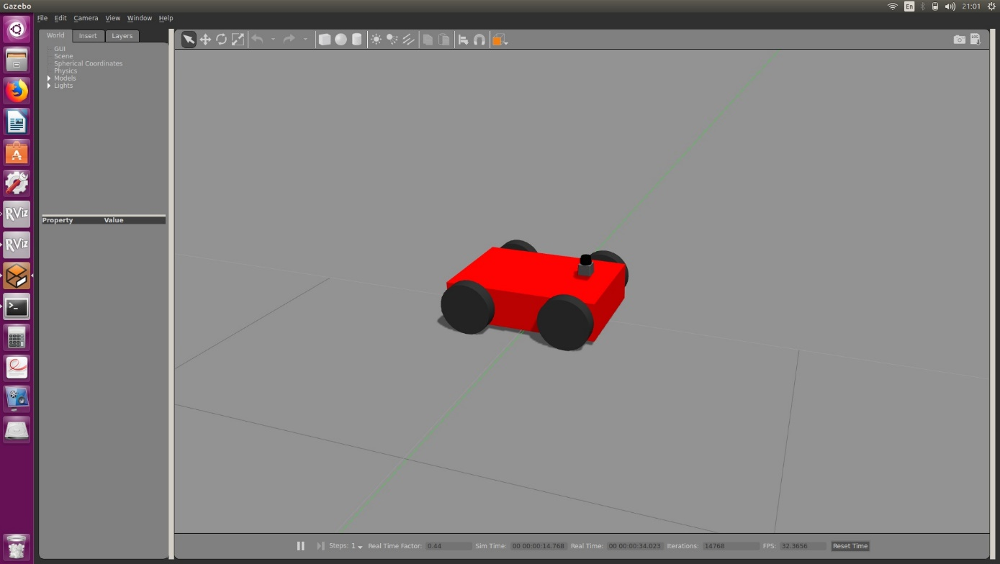 Gazebo
En
21:01
File Edit Camera View Window Help
World Insert Layers
LOG
GUI
Scene
Spherical Coordinates
Physics
Models
Lights
RViz
RViz
Property Value
Steps: 1 Real Time Factor: 0.44 Sim Time: 00 00:00:14.768 Real Time: 00 00:00:34.023 Iterations: 14768 FPS: 32.3656 Reset Time